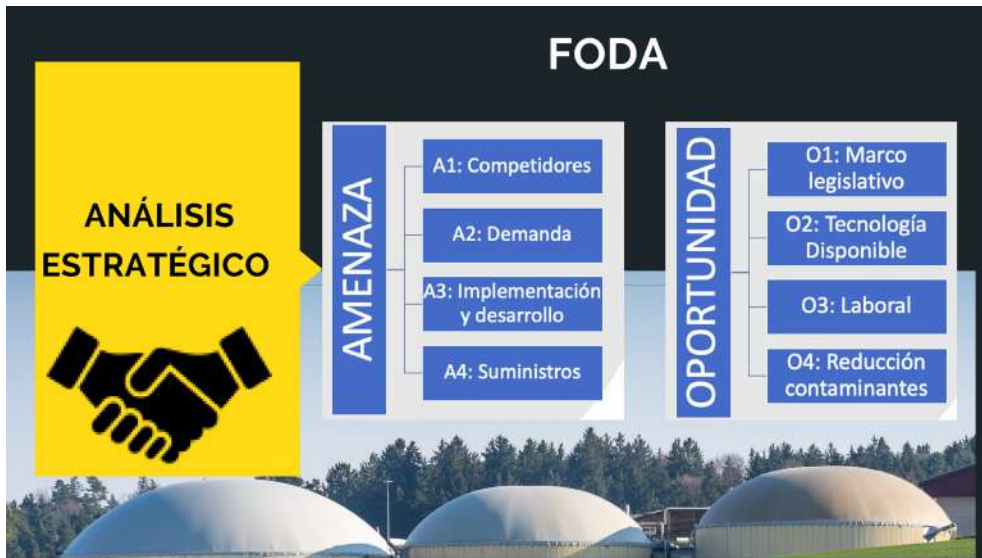 FODA
ANÁLISIS
ESTRATÉGICO
AMENAZA
A1: Competidores
A2: Demanda
A3: Implementación
y desarrollo
A4: Suministros
OPORTUNIDAD
O1: Marco
legislativo
O2: Tecnología
Disponible
O3: Laboral
O4: Reducción
contaminantes